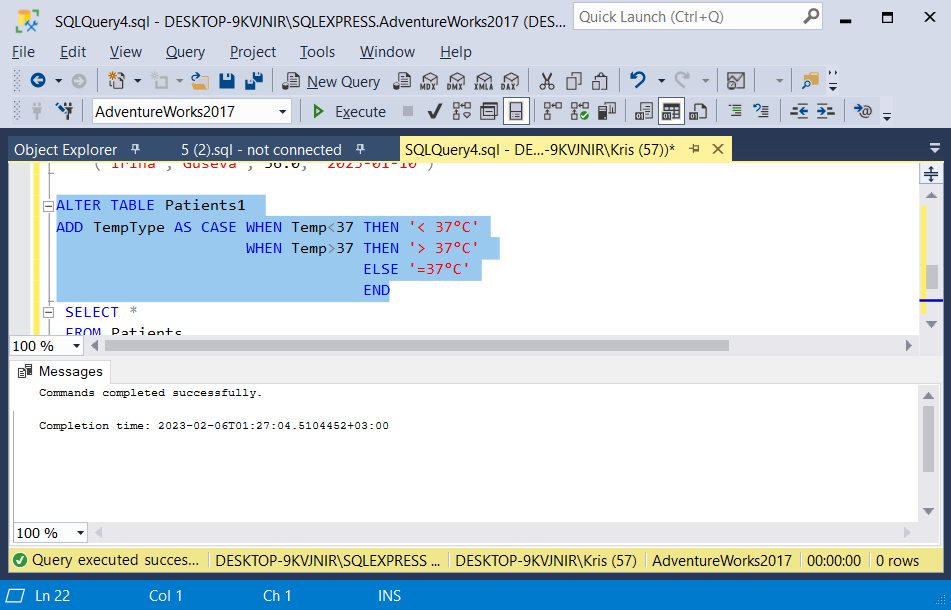 SQLQuery4.sql - DESKTOP-9KVJNIR\SQLEXPRESS.AdventureWorks2017 (DES...
Quick Launch (Ctrl+Q)
File Edit View Query Project Tools Window Help
New Query MDX DMX XMLA DAX
AdventureWorks2017 Execute
Object Explorer 5 (2).sql - not connected SQLQuery4.sql - DE...-9KVJNIR\Kris (57))*
('Irina', 'Guseva', 36.6, '2023-01-10')
ALTER TABLE Patients1
ADD TempType AS CASE WHEN Temp<37 THEN '< 37°C'
WHEN Temp>37 THEN '> 37°C'
ELSE '=37°C'
END
SELECT *
FROM Patients
100 %
Messages
Commands completed successfully.
Completion time: 2023-02-06T01:27:04.5104452+03:00
100 %
Query executed succes... DESKTOP-9KVJNIR\SQLEXPRESS ... DESKTOP-9KVJNIR\Kris (57) AdventureWorks2017 00:00:00 0 rows
Ln 22 Col 1 Ch 1 INS